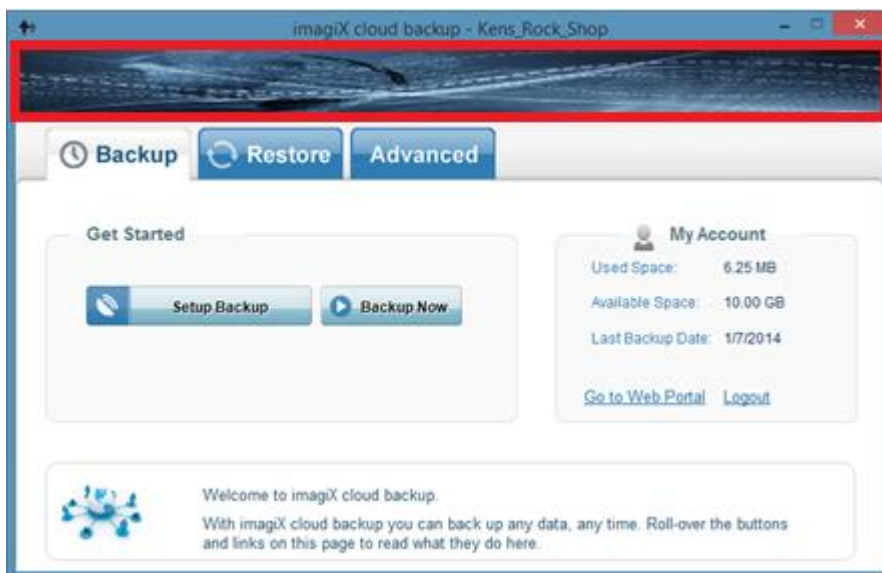 imagiX cloud backup - Kens_Rock_Shop
Backup
Restore
Advanced
Get Started
Setup Backup
Backup Now
My Account
Used Space: 6.25 MB
Available Space: 10.00 GB
Last Backup Date: 1/7/2014
Go to Web Portal
Logout
Welcome to imagiX cloud backup.
With imagiX cloud backup you can back up any data, any time. Roll-over the buttons
and links on this page to read what they do here.